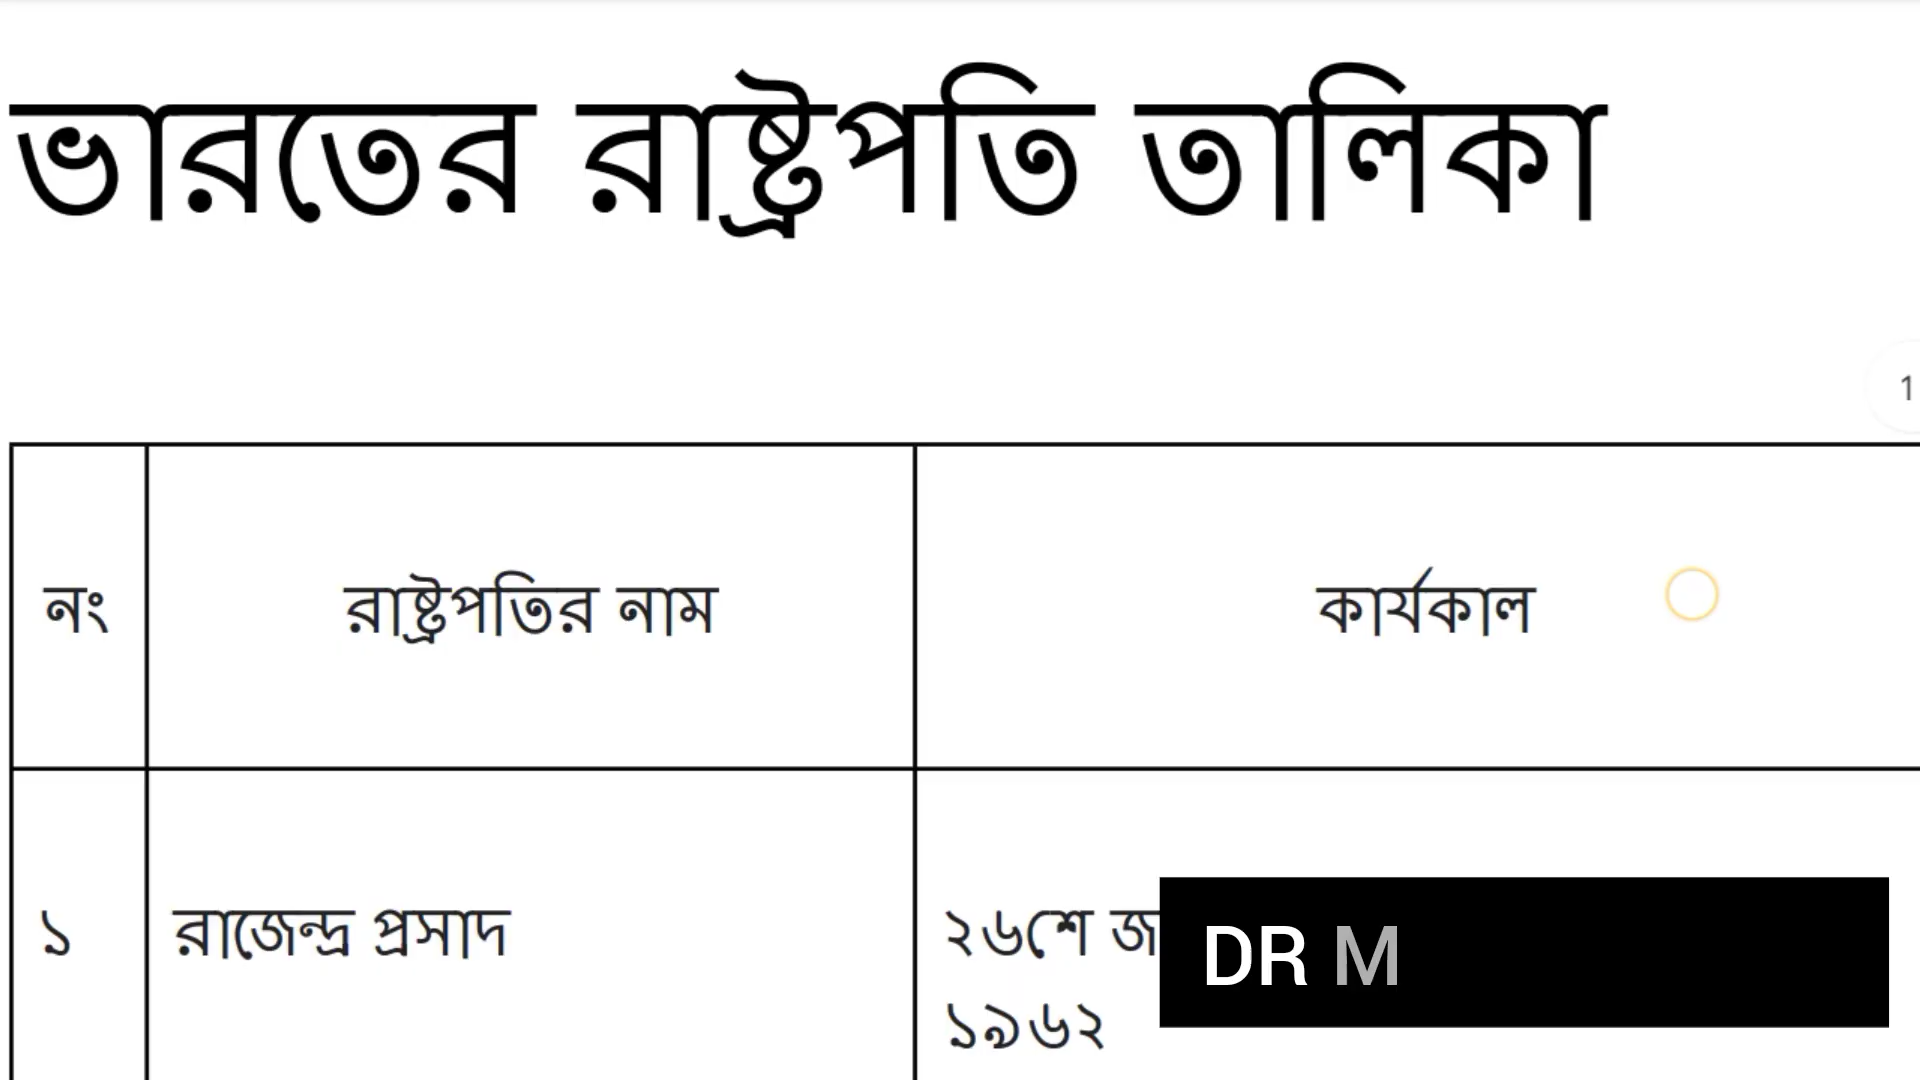 ভারতের রাষ্ট্রপতি তালিকা
1
নং রাষ্ট্রপতির নাম কার্যকাল
১ রাজেন্দ্র প্রসাদ ২৬শে
১৯৬২
DR M